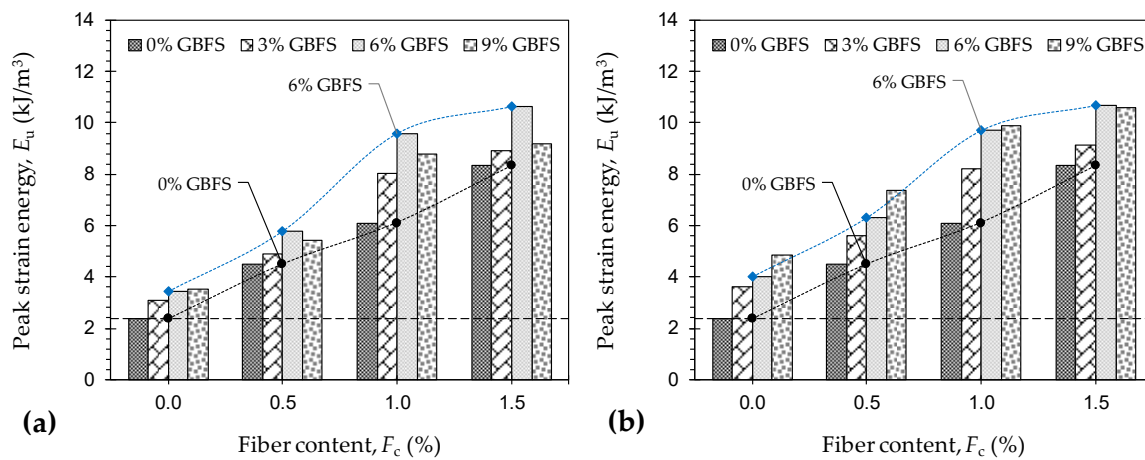 Peak strain energy, Eu (kJ/m³)
14
12
10
8
6
4
2
0
0% GBFS 3% GBFS 6% GBFS 9% GBFS
6% GBFS
0% GBFS
0.0 0.5 1.0 1.5
(a)
Fiber content, Fc (%)
Peak strain energy, Eu (kJ/m³)
14
12
10
8
6
4
2
0
0% GBFS 3% GBFS 6% GBFS 9% GBFS
6% GBFS
0% GBFS
0.0 0.5 1.0 1.5
(b)
Fiber content, Fc (%)